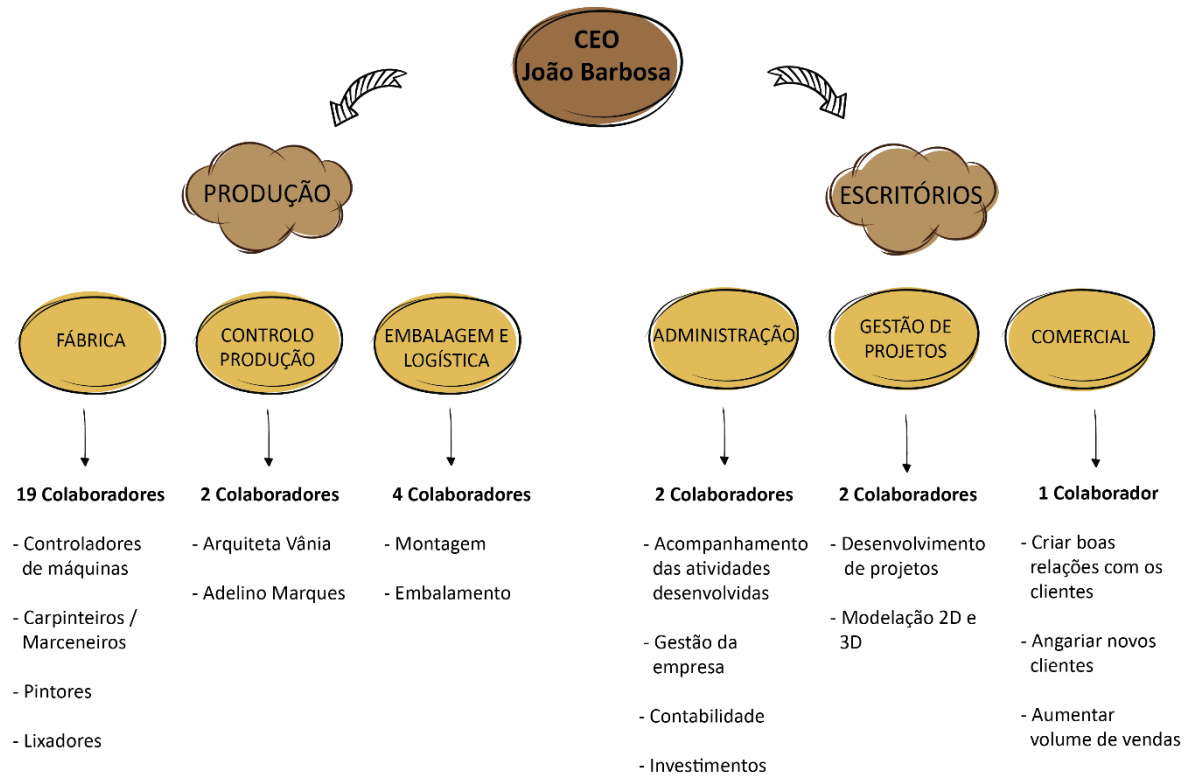 CEO
João Barbosa
PRODUÇÃO
ESCRITÓRIOS
FÁBRICA
CONTROLO
PRODUÇÃO
EMBALAGEM E
LOGÍSTICA
ADMINISTRAÇÃO
GESTÃO DE
PROJETOS
COMERCIAL
19 Colaboradores
- Controladores
de máquinas
- Carpinteiros /
Marceneiros
- Pintores
- Lixadores
2 Colaboradores
- Arquiteta Vânia
- Adelino Marques
4 Colaboradores
- Montagem
- Embalamento
2 Colaboradores
- Acompanhamento
das atividades
desenvolvidas
- Gestão da
empresa
- Contabilidade
- Investimentos
2 Colaboradores
- Desenvolvimento
de projetos
- Modelação 2D e
3D
1 Colaborador
- Criar boas
relações com os
clientes
- Angariar novos
clientes
- Aumentar
volume de vendas